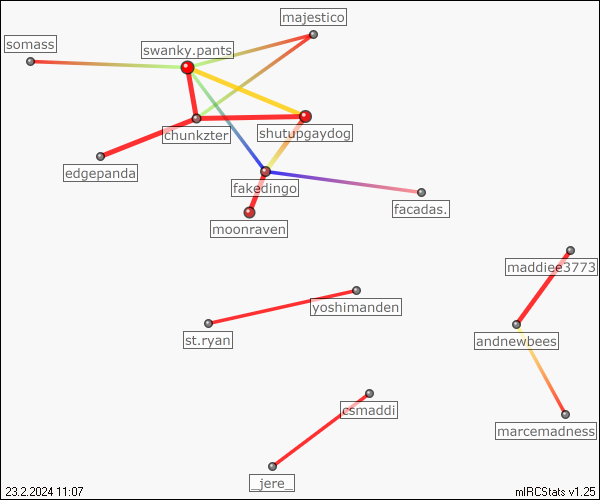 majestico
somass
swanky.pants
chunkzter
shutupgaydog
edgepanda
fakedingo
facadas.
moonraven
maddiee3773
yoshimanden
st.ryan
andnewbees
csmaddi
marcemadness
_jere_
23.2.2024 11:07
mIRCStats v1.25